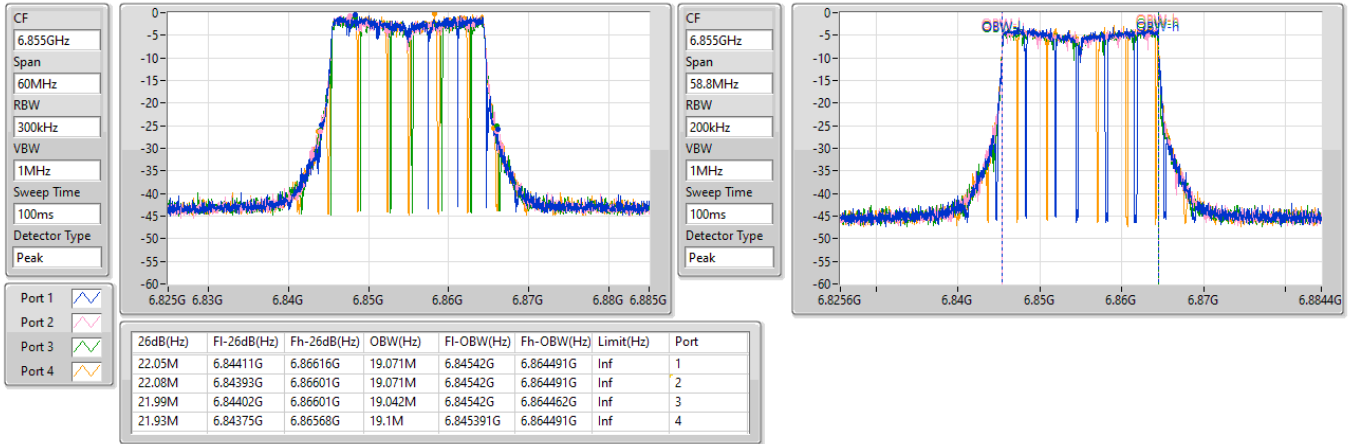 CF
6.855GHz
Span
60MHz
RBW
300kHz
VBW
1MHz
Sweep Time
100ms
Detector Type
Peak
0
-5
-10
-15
-20
-25
-30
-35
-40
-45
-50
-55
-60
6.825G 6.83G 6.84G 6.85G 6.86G 6.87G 6.88G 6.885G
CF
6.855GHz
Span
58.8MHz
RBW
200kHz
VBW
1MHz
Sweep Time
100ms
Detector Type
Peak
0
-5
-10
-15
-20
-25
-30
-35
-40
-45
-50
-55
-60
OBW-l OBW-h
6.8256G 6.84G 6.85G 6.86G 6.87G 6.8844G
Port 1
Port 2
Port 3
Port 4
26dB(Hz) Fl-26dB(Hz) Fh-26dB(Hz) OBW(Hz) Fl-OBW(Hz) Fh-OBW(Hz) Limit(Hz) Port
22.05M 6.84411G 6.86616G 19.071M 6.84542G 6.864491G Inf 1
22.08M 6.84393G 6.86601G 19.071M 6.84542G 6.864491G Inf 2
21.99M 6.84402G 6.86601G 19.042M 6.84542G 6.864462G Inf 3
21.93M 6.84375G 6.86568G 19.1M 6.845391G 6.864491G Inf 4